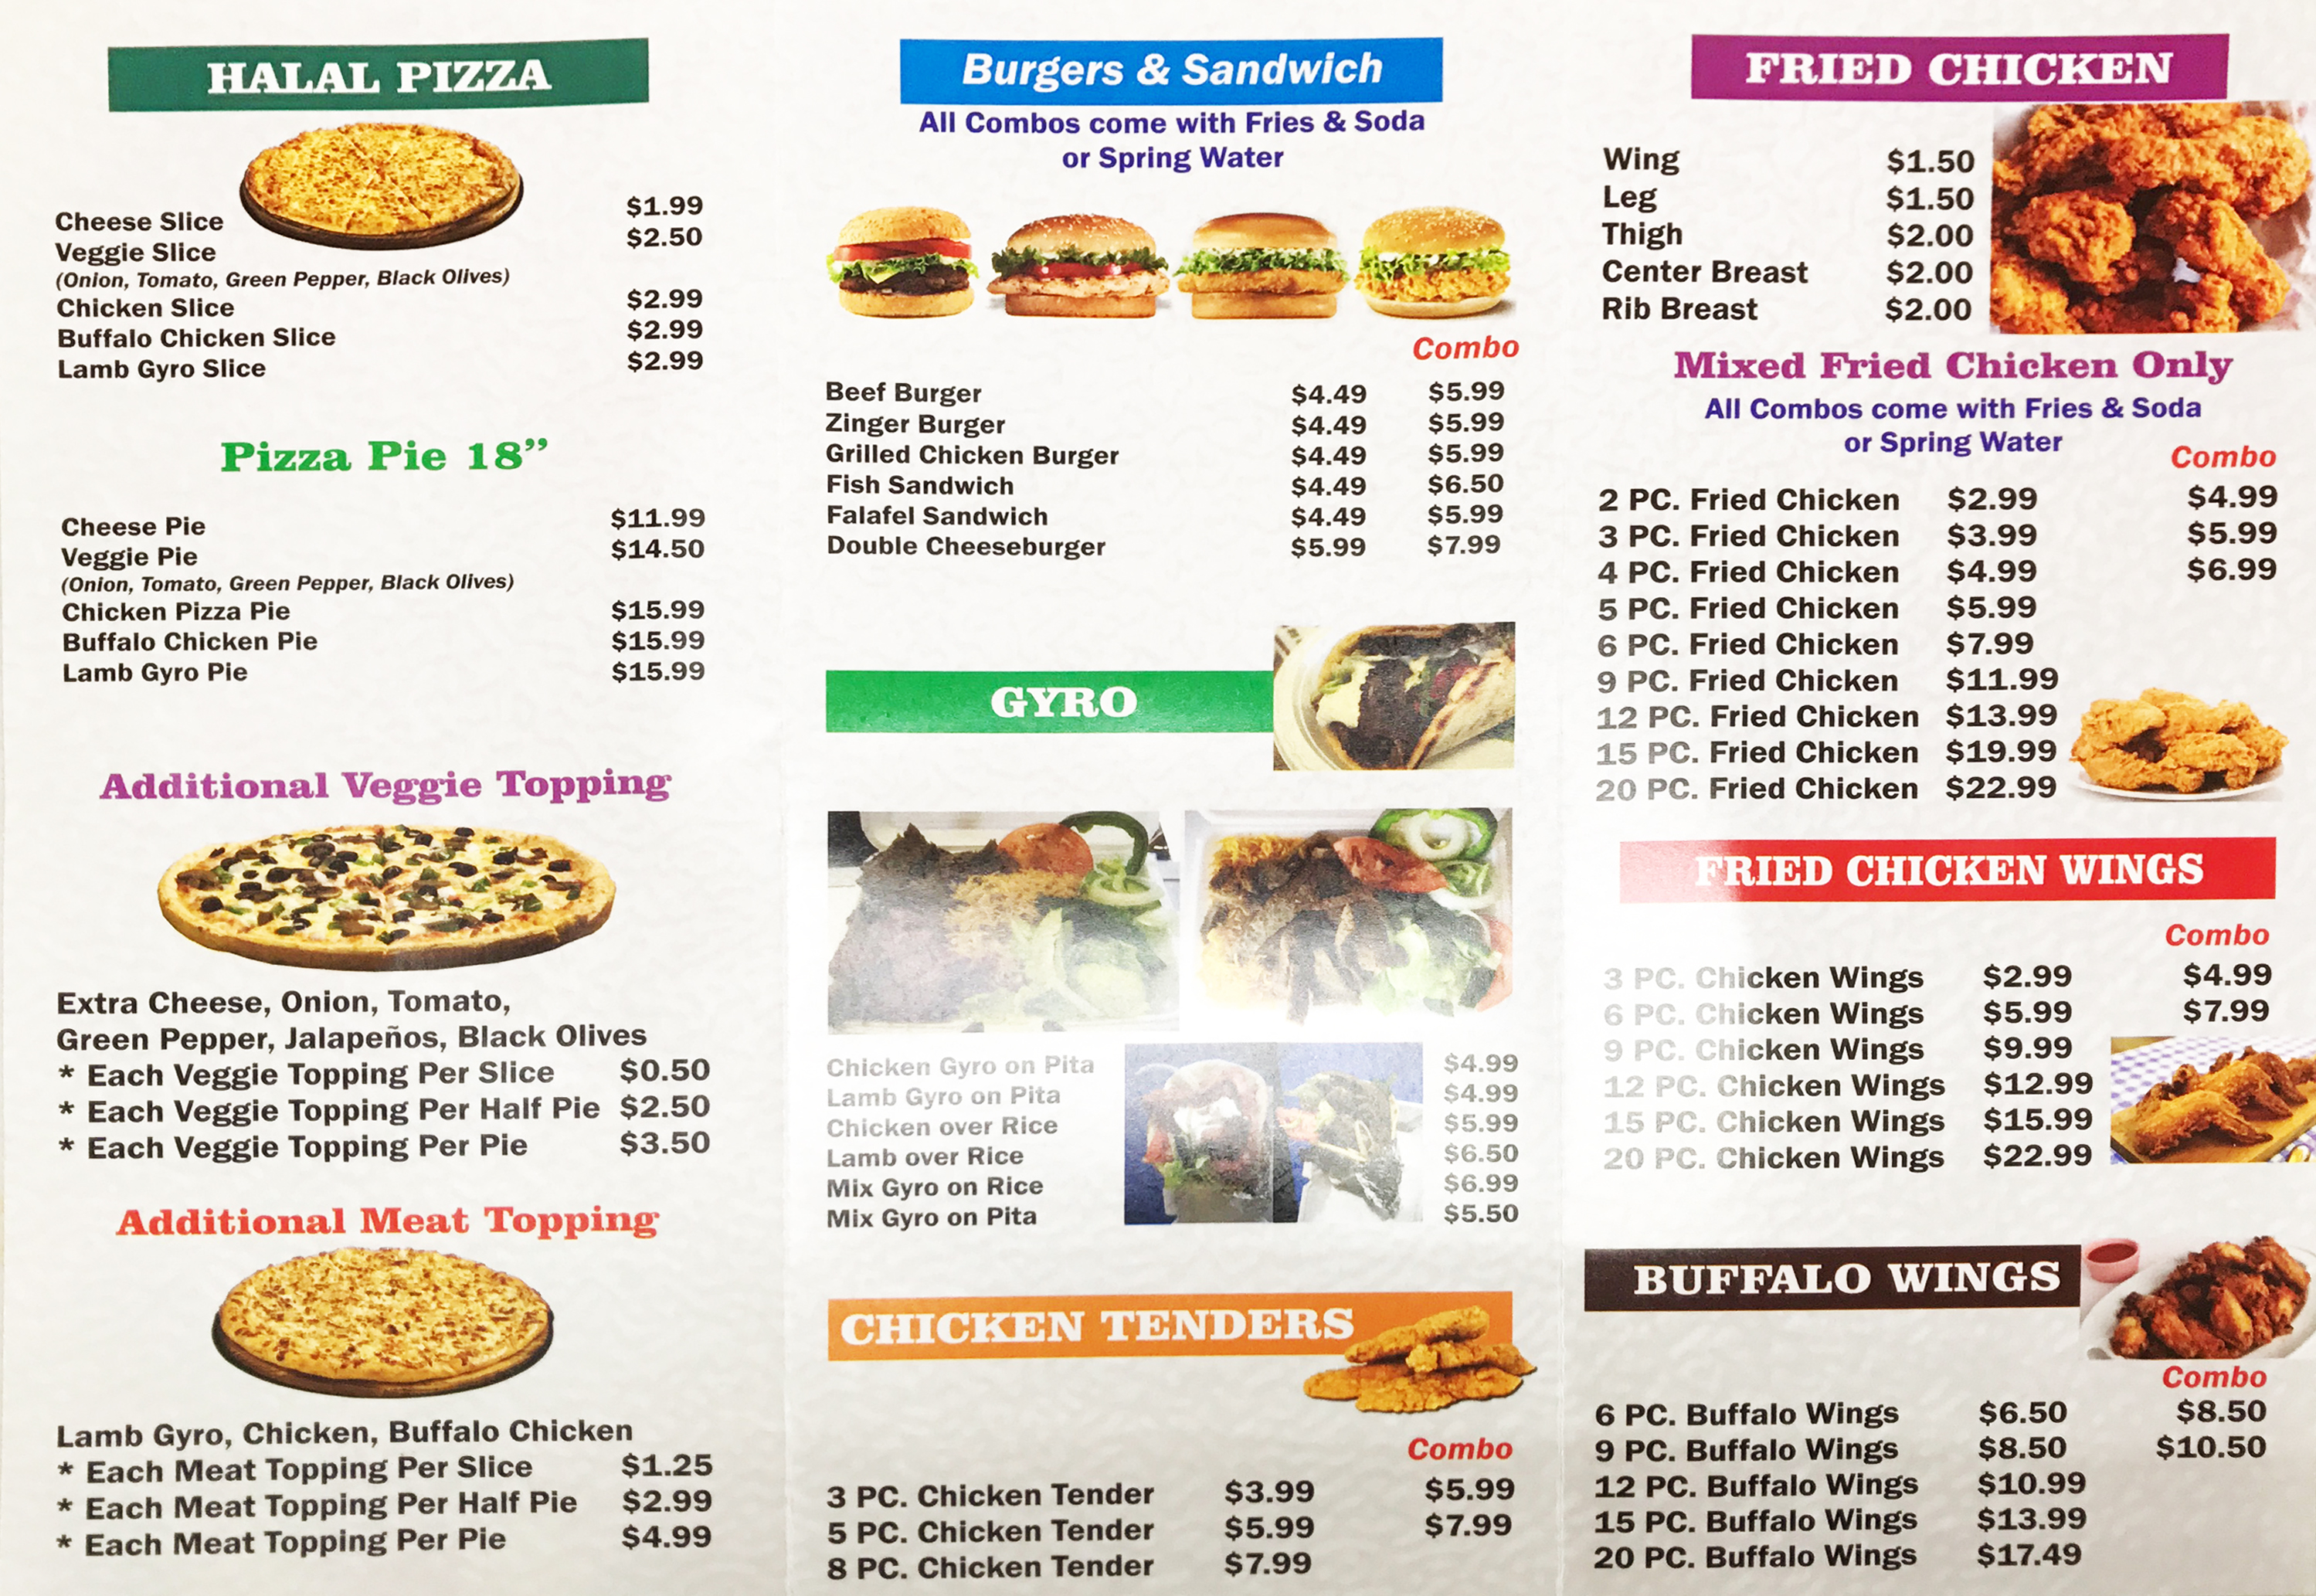 HALAL PIZZA
Cheese Slice $1.99
Veggie Slice $2.50
(Onion, Tomato, Green Pepper, Black Olives)
Chicken Slice $2.99
Buffalo Chicken Slice $2.99
Lamb Gyro Slice $2.99
Pizza Pie 18”
Cheese Pie $11.99
Veggie Pie $14.50
(Onion, Tomato, Green Pepper, Black Olives)
Chicken Pizza Pie $15.99
Buffalo Chicken Pie $15.99
Lamb Gyro Pie $15.99
Additional Veggie Topping
Extra Cheese, Onion, Tomato,
Green Pepper, Jalapeños, Black Olives
* Each Veggie Topping Per Slice $0.50
* Each Veggie Topping Per Half Pie $2.50
* Each Veggie Topping Per Pie $3.50
Additional Meat Topping
Lamb Gyro, Chicken, Buffalo Chicken
* Each Meat Topping Per Slice $1.25
* Each Meat Topping Per Half Pie $2.99
* Each Meat Topping Per Pie $4.99
Burgers & Sandwich
All Combos come with Fries & Soda
or Spring Water
Combo
Beef Burger $4.49 $5.99
Zinger Burger $4.49 $5.99
Grilled Chicken Burger $4.49 $5.99
Fish Sandwich $4.49 $6.50
Falafel Sandwich $4.49 $5.99
Double Cheeseburger $5.99 $7.99
GYRO
Chicken Gyro on Pita $4.99
Lamb Gyro on Pita $4.99
Chicken over Rice $5.99
Lamb over Rice $6.50
Mix Gyro on Rice $6.99
Mix Gyro on Pita $5.50
CHICKEN TENDERS
Combo
3 PC. Chicken Tender $3.99 $5.99
5 PC. Chicken Tender $5.99 $7.99
8 PC. Chicken Tender $7.99
FRIED CHICKEN
Wing $1.50
Leg $1.50
Thigh $2.00
Center Breast $2.00
Rib Breast $2.00
Mixed Fried Chicken Only
All Combos come with Fries & Soda
or Spring Water
Combo
2 PC. Fried Chicken $2.99 $4.99
3 PC. Fried Chicken $3.99 $5.99
4 PC. Fried Chicken $4.99 $6.99
5 PC. Fried Chicken $5.99
6 PC. Fried Chicken $7.99
9 PC. Fried Chicken $11.99
12 PC. Fried Chicken $13.99
15 PC. Fried Chicken $19.99
20 PC. Fried Chicken $22.99
FRIED CHICKEN WINGS
Combo
3 PC. Chicken Wings $2.99 $4.99
6 PC. Chicken Wings $5.99 $7.99
9 PC. Chicken Wings $9.99
12 PC. Chicken Wings $12.99
15 PC. Chicken Wings $15.99
20 PC. Chicken Wings $22.99
BUFFALO WINGS
Combo
6 PC. Buffalo Wings $6.50 $8.50
9 PC. Buffalo Wings $8.50 $10.50
12 PC. Buffalo Wings $10.99
15 PC. Buffalo Wings $13.99
20 PC. Buffalo Wings $17.49